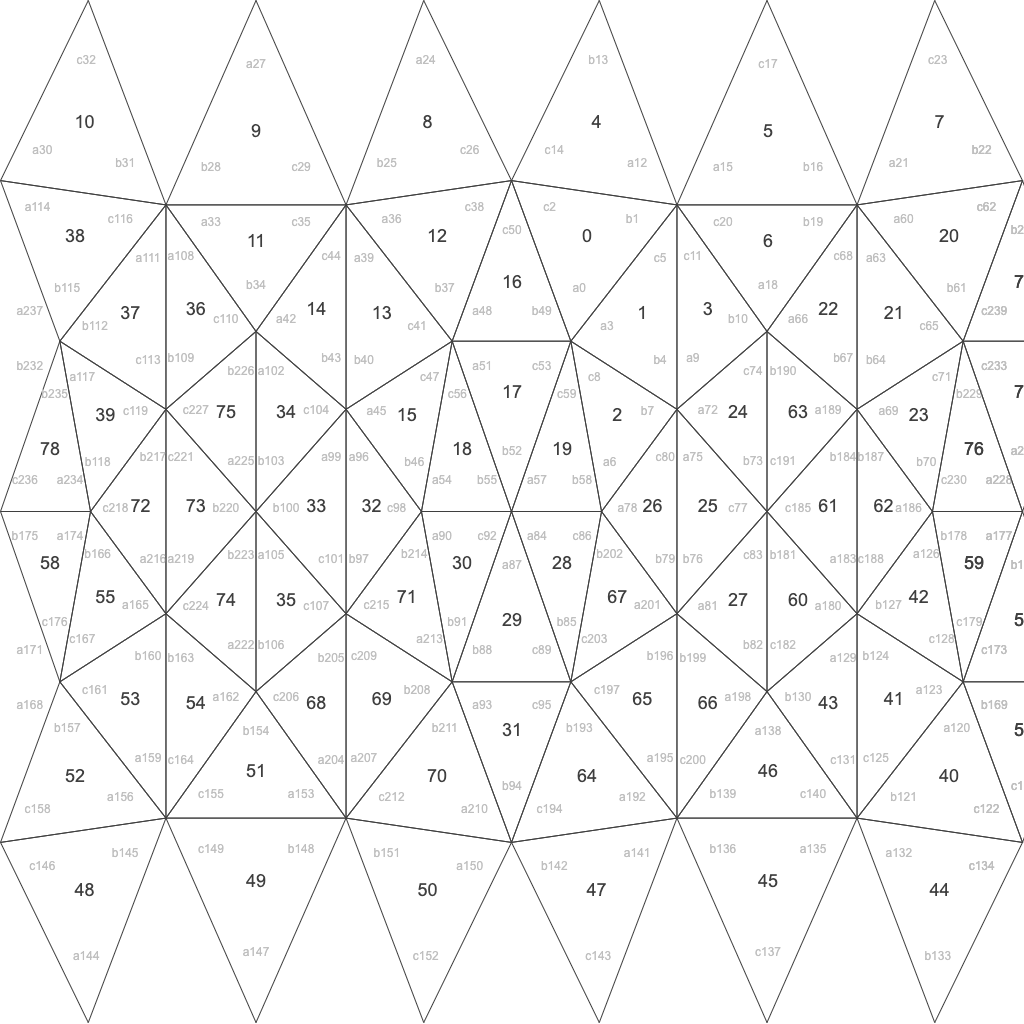 c32 a27 a24 b13 c17 c23
10 9 8 4 5 7
a30 b31 b28 c29 b25 c26 c14 a12 a15 b16 a21 b22
a114 c116 a33 c35 a36 c38 c2 b1 c20 b19 a60 c62
38 11 12 c50 0 6 20
a111 a108 c44 a39 c5 c11 c68 a63
b115 b34 b37 16 a0 a18 b61
a237 b112 37 36 c110 a42 14 13 c41 a48 b49 a3 1 3 b10 a66 22 21 c65 c239
b232 a117 c113 b109 b226 a102 b43 b40 c47 a51 c53 c8 b4 a9 c74 b190 b67 b64 c71 c233
b235 39 c119 c227 75 34 c104 a45 15 c56 17 c59 2 b7 a72 24 63 a189 a69 23 b229
78 b118 b217 c221 a225 b103 a99 a96 b46 18 b52 19 a6 c80 a75 b73 c191 b184 b187 b70 76
c236 a234 a54 b55 a57 b58 c230 a228
c218 72 73 b220 b100 33 32 c98 a78 26 25 c77 c185 61 62 a186
b175 a174 a90 c92 a84 c86 b178 a177
58 b166 a216 a219 b223 a105 c101 b97 b214 30 a87 28 b202 b79 b76 c83 b181 a183 c188 a126 59
55 a165 c224 74 35 c107 c215 71 67 a201 a81 27 60 a180 b127 42
c176 c167 b91 29 b85 c179
a171 b160 b163 a222 b106 b205 c209 a213 b88 c89 c203 b196 b199 b82 c182 a129 b124 c128 c173
a168 c161 53 54 a162 c206 68 69 b208 a93 c95 c197 65 66 a198 b130 43 41 a123 b169
b157 b154 b211 31 b193 a138 a120
52 a159 c164 51 a204 a207 70 b94 64 a195 c200 46 c131 c125 40
c158 a156 c155 a153 c212 a210 c194 a192 b139 c140 b121 c122
c146 b145 c149 b148 b151 a150 b142 a141 b136 a135 a132 c134
48 49 50 47 45 44
a144 a147 c152 c143 c137 b133